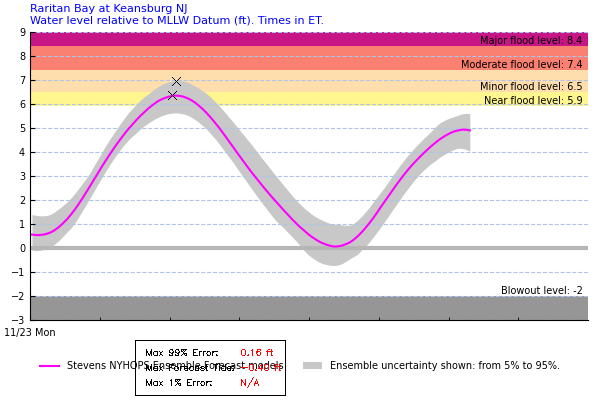 Raritan Bay at Keansburg NJ
Water level relative to MLLW Datum (ft). Times in ET.
9
Major flood level: 8.4
8
Moderate flood level: 7.4
7
Minor flood level: 6.5
Near flood level: 5.9
6
5
4
3
2
1
0
−1
Blowout level: -2
−2
−3
11/23 Mon
Max 99% Error: 0.16 ft
Stevens NYHOPS Ensemble Forecast models
Ensemble uncertainty shown: from 5% to 95%.
Max Forecast Tide:
Max 1% Error: N/A